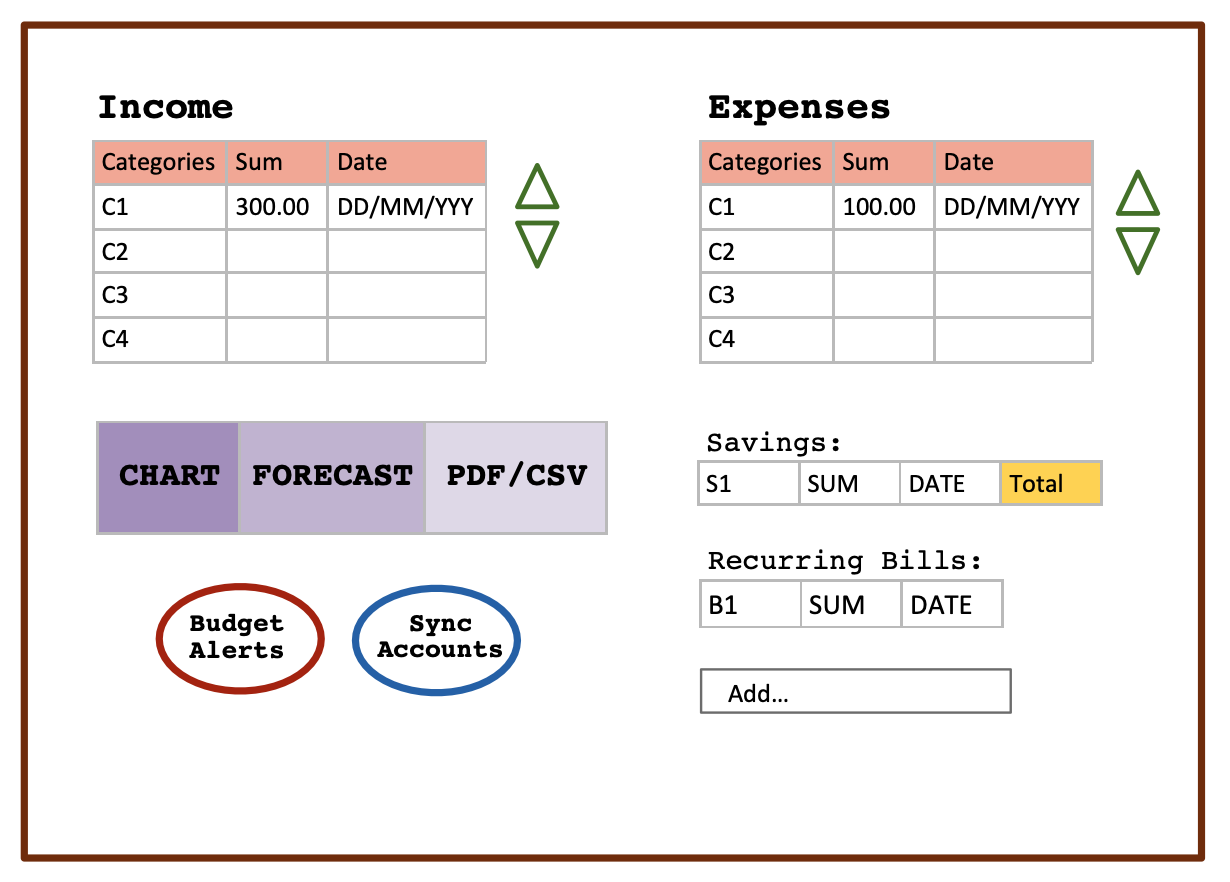 Income
Categories Sum Date
C1 300.00 DD/MM/YYY
C2
C3
C4
Expenses
Categories Sum Date
C1 100.00 DD/MM/YYY
C2
C3
C4
CHART FORECAST PDF/CSV
Budget
Alerts
Sync
Accounts
Savings:
S1 SUM DATE Total
Recurring Bills:
B1 SUM DATE
Add...